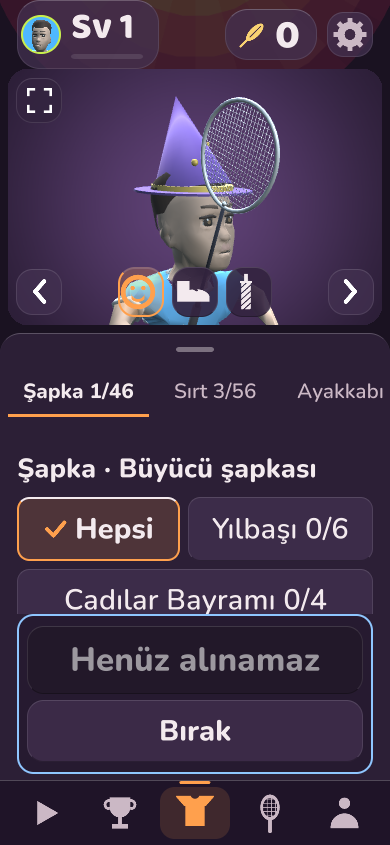 Sv 1
0
Şapka 1/46
Sırt 3/56
Ayakkabı
Şapka · Büyücü şapkası
Hepsi
Yılbaşı 0/6
Cadılar Bayramı 0/4
Henüz alınamaz
Bırak